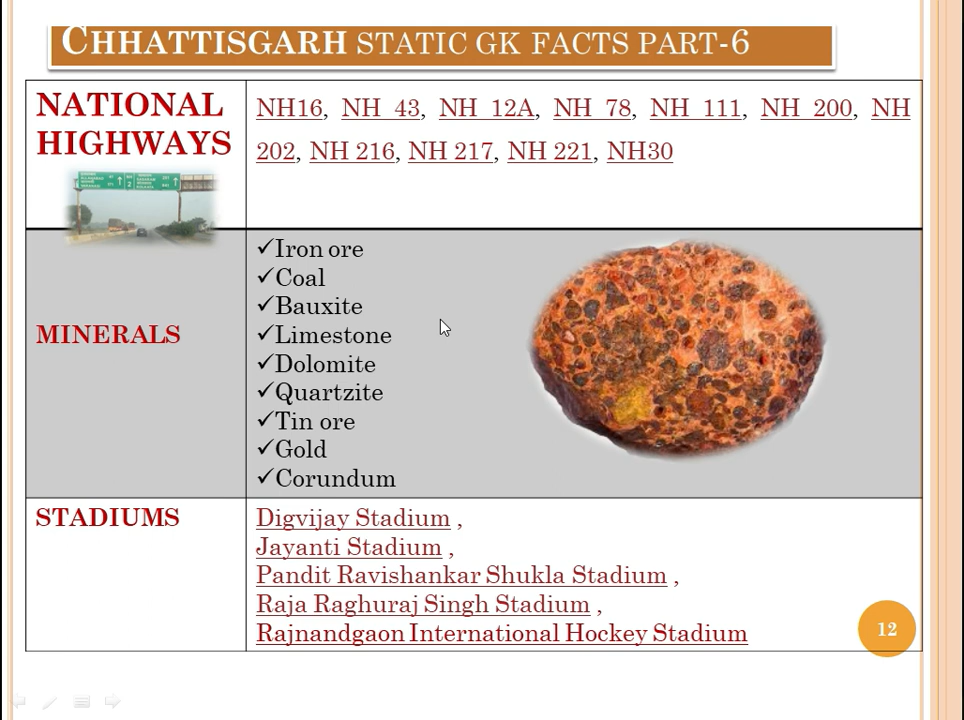 CHHATTISGARH STATIC GK FACTS PART-6
NATIONAL
HIGHWAYS
NH16, NH 43, NH 12A, NH 78, NH 111, NH 200, NH
202, NH 216, NH 217, NH 221, NH30
MINERALS
✓Iron ore
✓Coal
✓Bauxite
✓Limestone
✓Dolomite
✓Quartzite
✓Tin ore
✓Gold
✓Corundum
STADIUMS
Digvijay Stadium ,
Jayanti Stadium ,
Pandit Ravishankar Shukla Stadium ,
Raja Raghuraj Singh Stadium ,
Rajnandgaon International Hockey Stadium
12